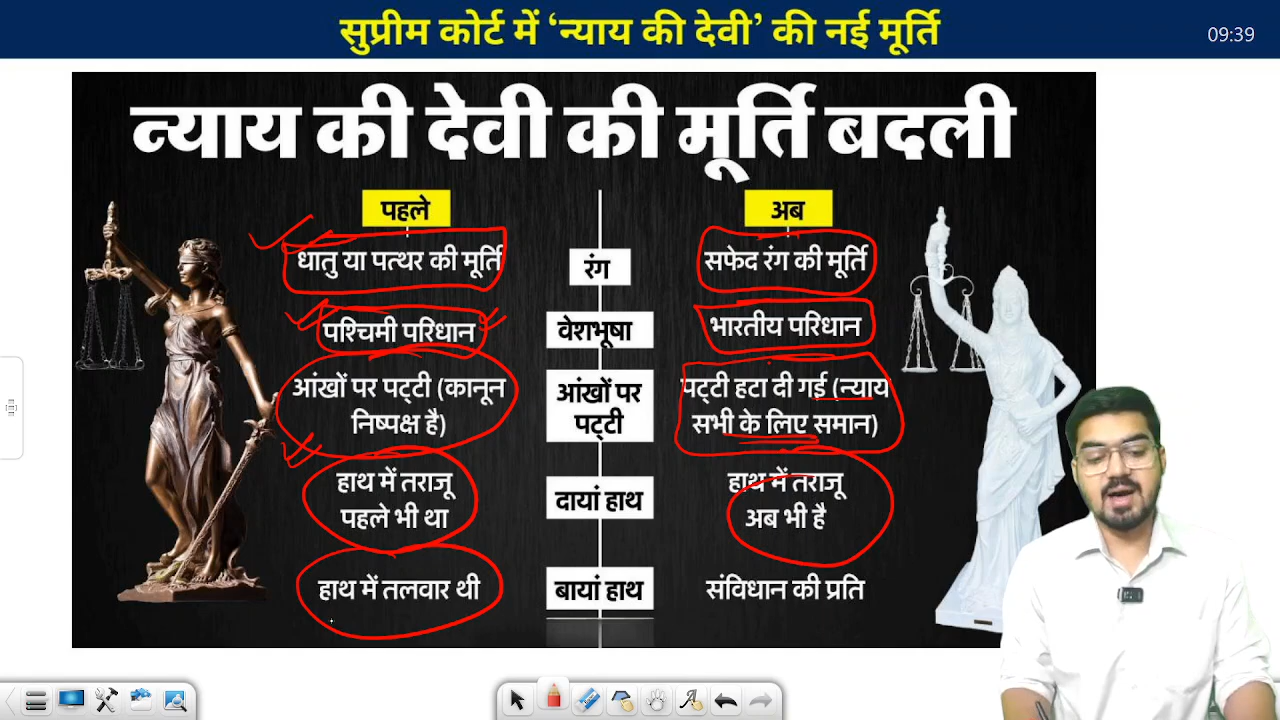 सुप्रीम कोर्ट में ‘न्याय की देवी’ की नई मूर्ति
09:39
न्याय की देवी की मूर्ति बदली
पहले
अब
धातु या पत्थर की मूर्ति
रंग
सफेद रंग की मूर्ति
पश्चिमी परिधान
वेशभूषा
भारतीय परिधान
आंखों पर पट्टी (कानून
निष्पक्ष है)
आंखों पर
पट्टी
पट्टी हटा दी गई (न्याय
सभी के लिए समान)
हाथ में तराजू
पहले भी था
दायां हाथ
हाथ में तराजू
अब भी है
हाथ में तलवार थी
बायां हाथ
संविधान की प्रति